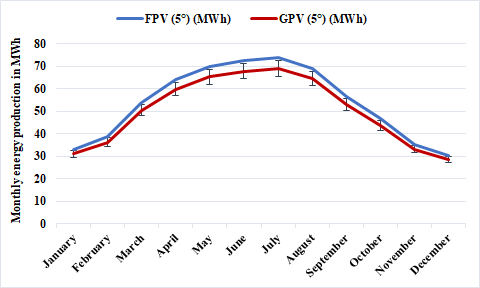 FPV (5°) (MWh) GPV (5°) (MWh)
Monthly energy production in MWh
80
70
60
50
40
30
20
10
0
January
February
March
April
May
June
July
August
September
October
November
December